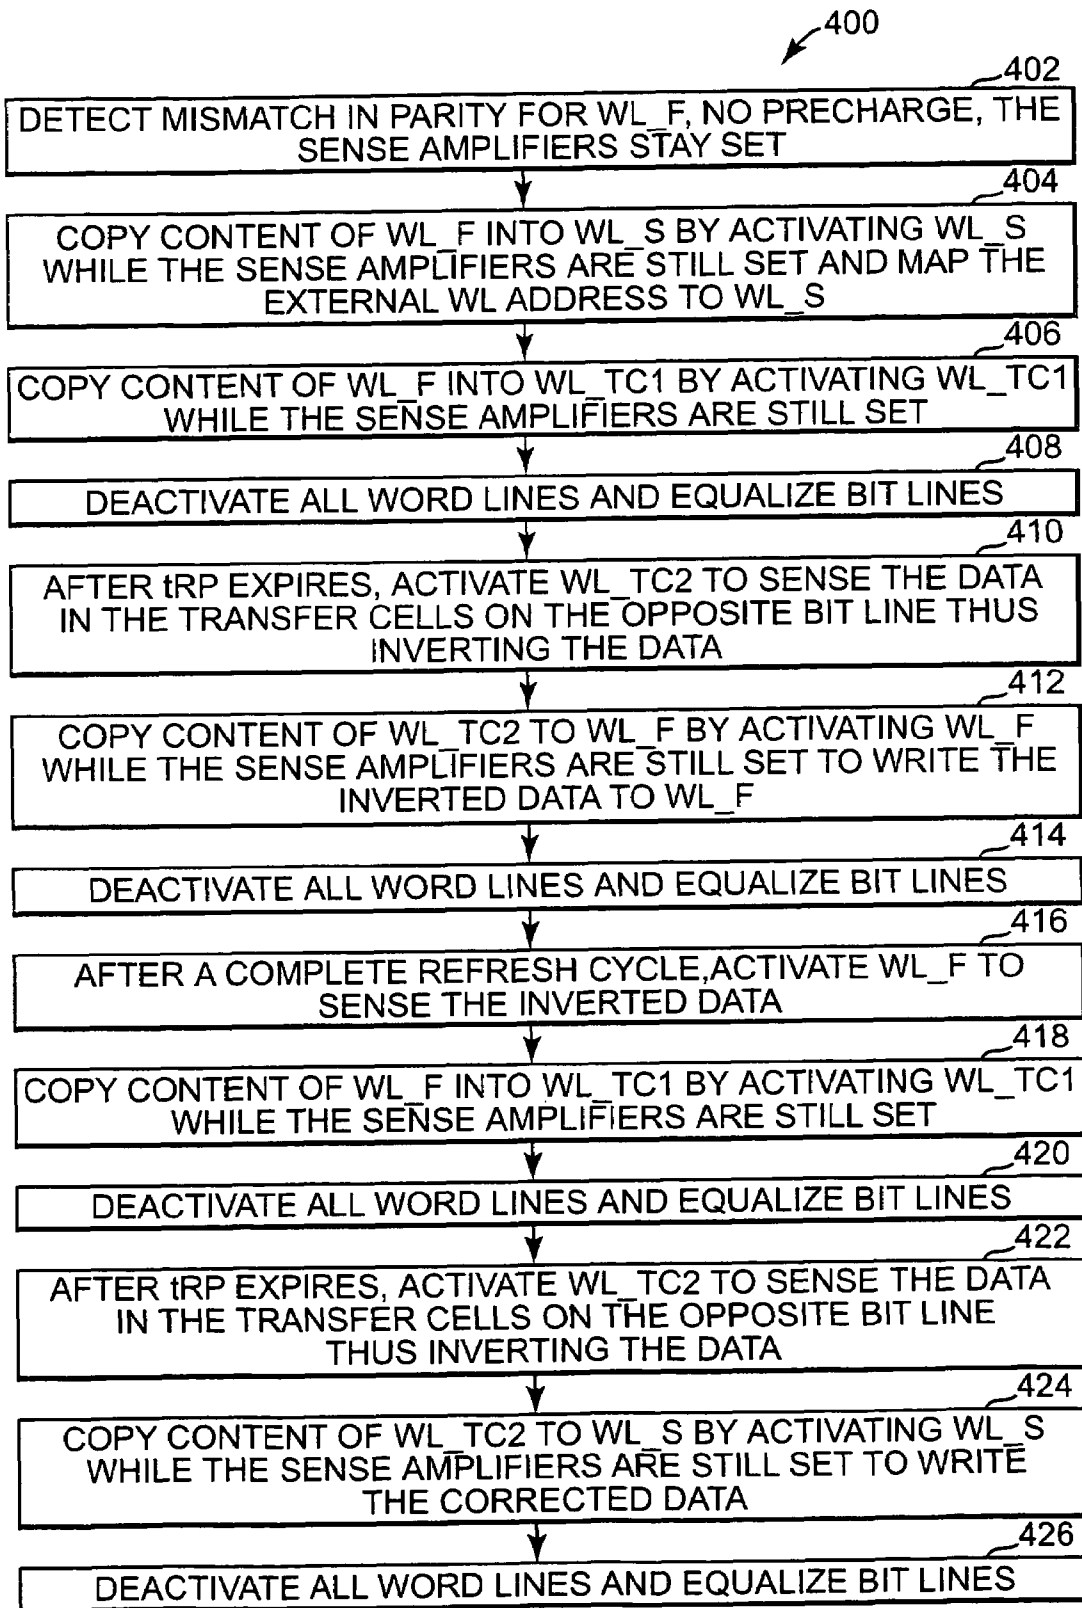 400
402
DETECT MISMATCH IN PARITY FOR WL_F, NO PRECHARGE, THE
SENSE AMPLIFIERS STAY SET
404
COPY CONTENT OF WL_F INTO WL_S BY ACTIVATING WL_S
WHILE THE SENSE AMPLIFIERS ARE STILL SET AND MAP THE
EXTERNAL WL ADDRESS TO WL_S
406
COPY CONTENT OF WL_F INTO WL_TC1 BY ACTIVATING WL_TC1
WHILE THE SENSE AMPLIFIERS ARE STILL SET
408
DEACTIVATE ALL WORD LINES AND EQUALIZE BIT LINES
410
AFTER tRP EXPIRES, ACTIVATE WL_TC2 TO SENSE THE DATA
IN THE TRANSFER CELLS ON THE OPPOSITE BIT LINE THUS
INVERTING THE DATA
412
COPY CONTENT OF WL_TC2 TO WL_F BY ACTIVATING WL_F
WHILE THE SENSE AMPLIFIERS ARE STILL SET TO WRITE THE
INVERTED DATA TO WL_F
414
DEACTIVATE ALL WORD LINES AND EQUALIZE BIT LINES
416
AFTER A COMPLETE REFRESH CYCLE,ACTIVATE WL_F TO
SENSE THE INVERTED DATA
418
COPY CONTENT OF WL_F INTO WL_TC1 BY ACTIVATING WL_TC1
WHILE THE SENSE AMPLIFIERS ARE STILL SET
420
DEACTIVATE ALL WORD LINES AND EQUALIZE BIT LINES
422
AFTER tRP EXPIRES, ACTIVATE WL_TC2 TO SENSE THE DATA
IN THE TRANSFER CELLS ON THE OPPOSITE BIT LINE
THUS INVERTING THE DATA
424
COPY CONTENT OF WL_TC2 TO WL_S BY ACTIVATING WL_S
WHILE THE SENSE AMPLIFIERS ARE STILL SET TO WRITE
THE CORRECTED DATA
426
DEACTIVATE ALL WORD LINES AND EQUALIZE BIT LINES